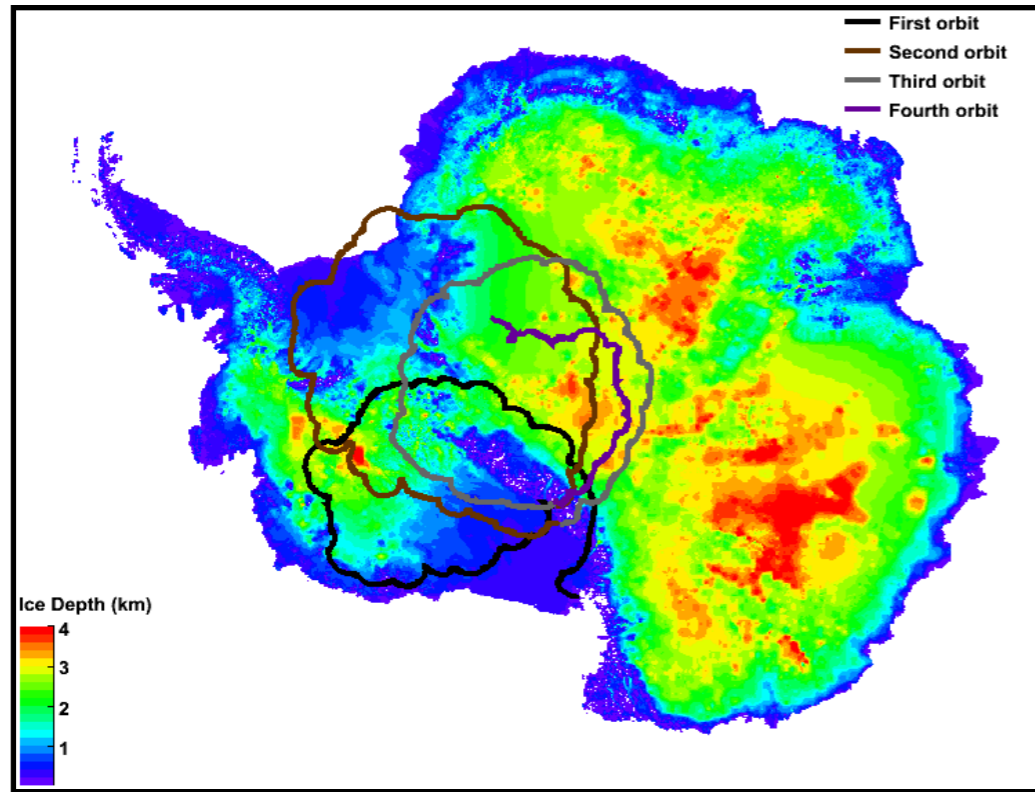 First orbit
Second orbit
Third orbit
Fourth orbit
Ice Depth (km)
4
3
2
1